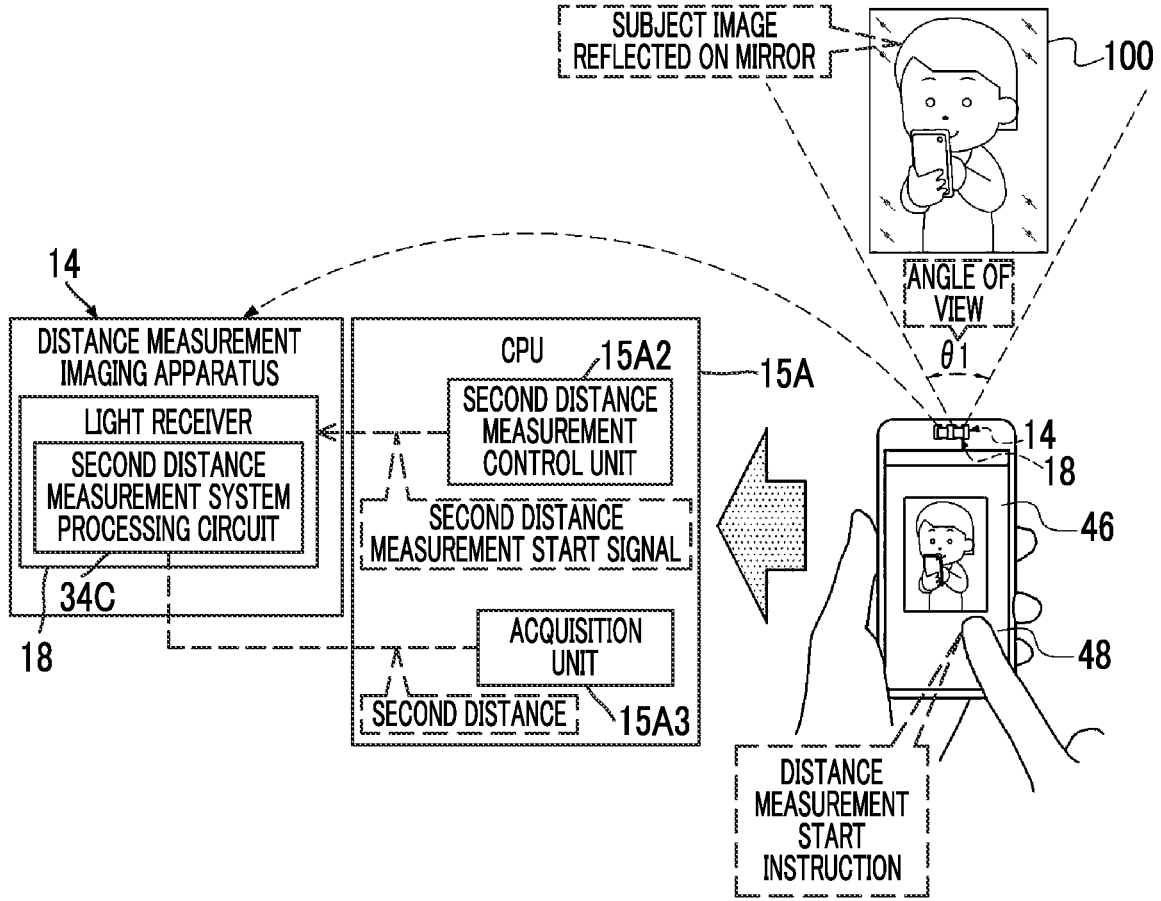 SUBJECT IMAGE
REFLECTED ON MIRROR
100
ANGLE OF
VIEW
θ1
14
DISTANCE MEASUREMENT
IMAGING APPARATUS
LIGHT RECEIVER
SECOND DISTANCE
MEASUREMENT SYSTEM
PROCESSING CIRCUIT
34C
18
CPU
15A2
15A
SECOND DISTANCE
MEASUREMENT
CONTROL UNIT
SECOND DISTANCE
MEASUREMENT START SIGNAL
ACQUISITION
UNIT
SECOND DISTANCE
15A3
14
18
46
48
DISTANCE
MEASUREMENT
START
INSTRUCTION